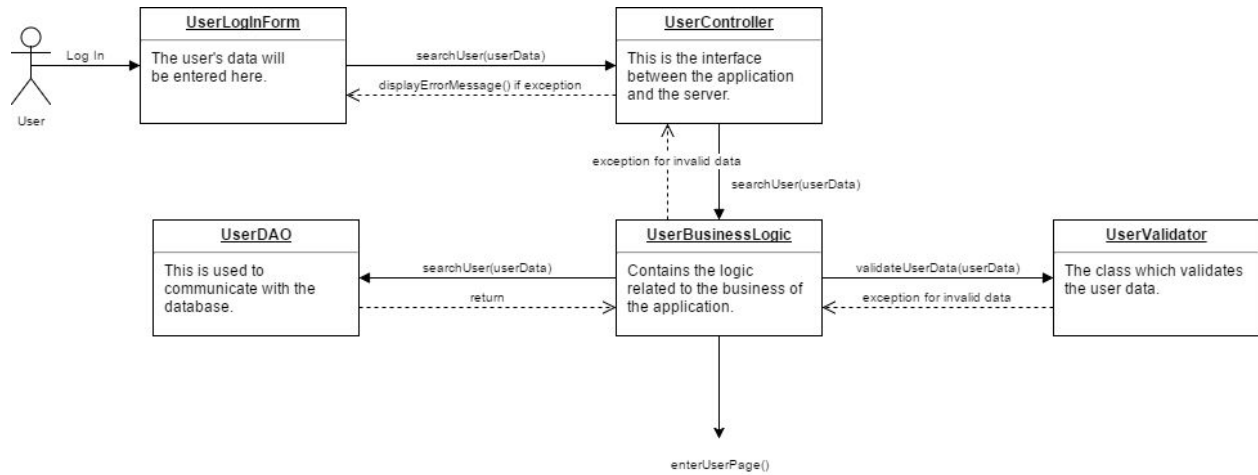 UserLogInForm
The user's data will
be entered here.
Log In
User
searchUser(userData)
displayErrorMessage() if exception
UserController
This is the interface
between the application
and the server.
exception for invalid data
searchUser(userData)
UserDAO
This is used to
communicate with the
database.
searchUser(userData)
return
UserBusinessLogic
Contains the logic
related to the business of
the application.
validateUserData(userData)
exception for invalid data
UserValidator
The class which validates
the user data.
enterUserPage()